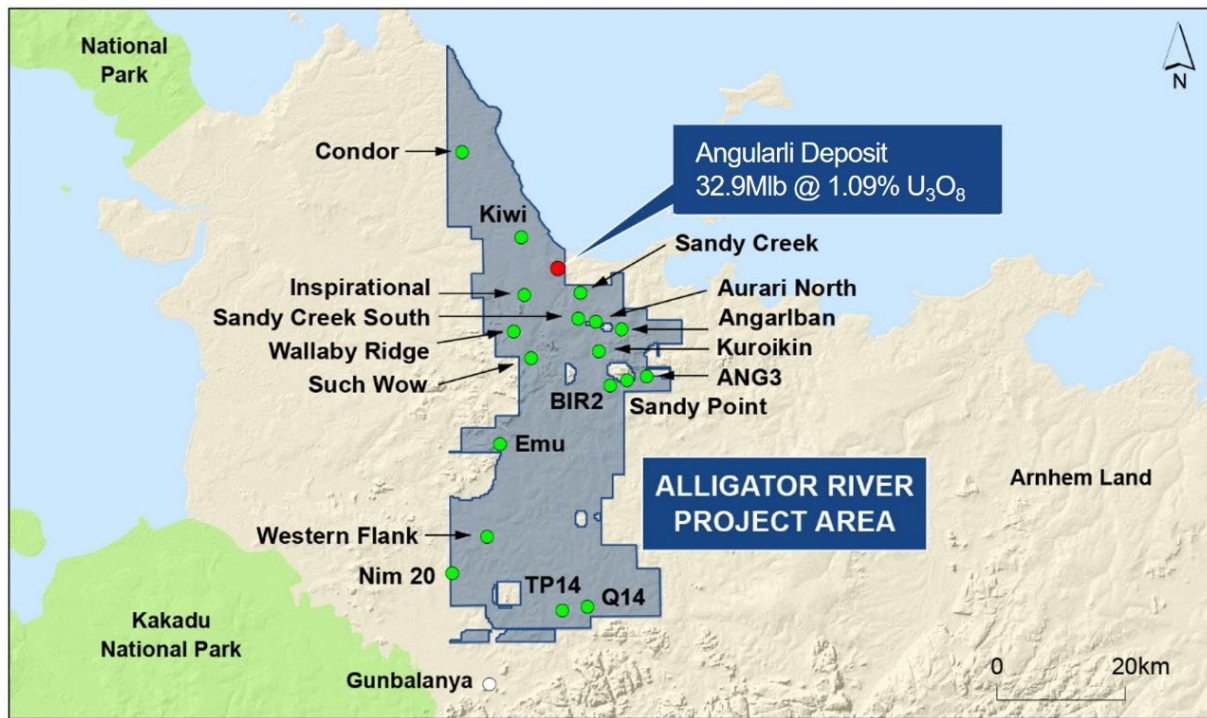 National
Park
N
Condor
Angularli Deposit
32.9Mlb @ 1.09% U₃O₈
Kiwi
Sandy Creek
Inspirational
Aurari North
Sandy Creek South
Angarlban
Wallaby Ridge
Kuroikin
Such Wow
ANG3
BIR2
Sandy Point
Emu
ALLIGATOR RIVER
PROJECT AREA
Arnhem Land
Western Flank
Nim 20
TP14
Q14
Kakadu
National Park
Gunbalanya
0 20km